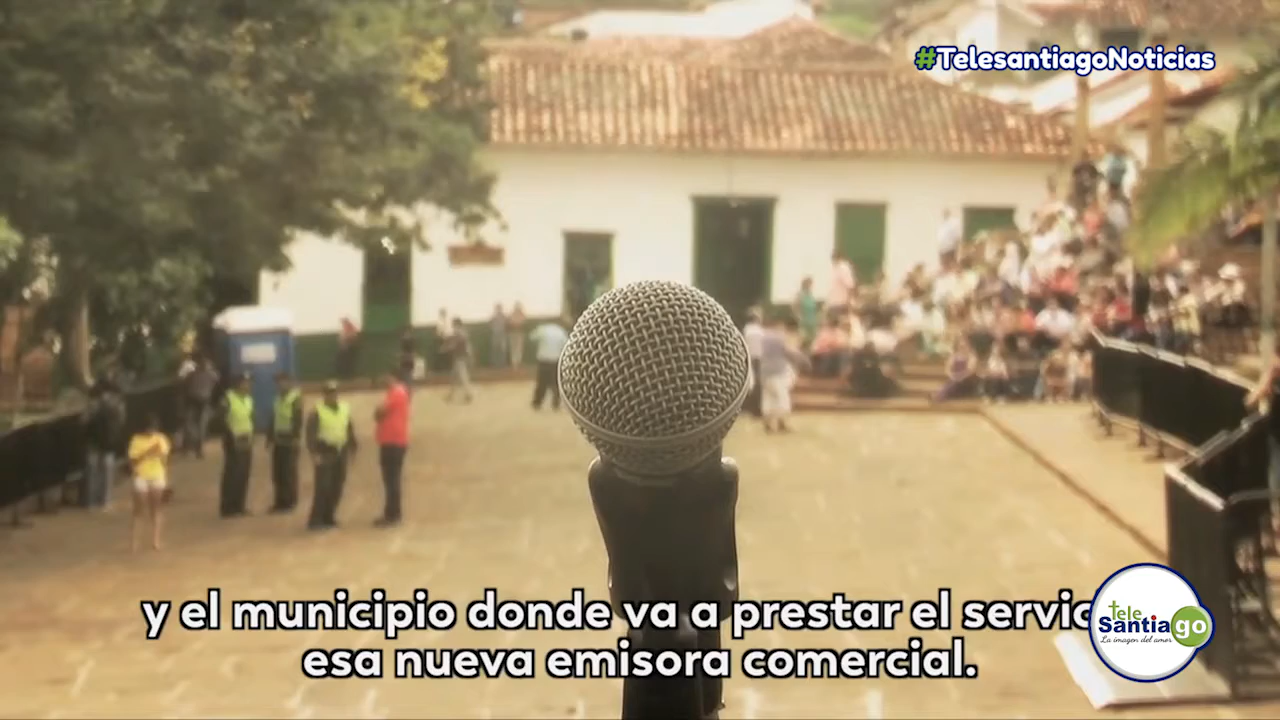 #TelesantiagoNoticias
y el municipio donde va a prestar el servic
esa nueva emisora comercial.
tele
Santiago
La imagen del amor